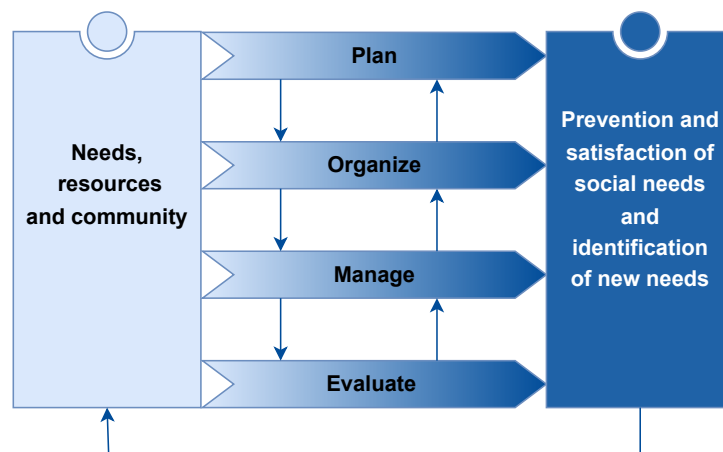 Needs,
resources
and community
Plan
Organize
Manage
Evaluate
Prevention and
satisfaction of
social needs
and
identification
of new needs